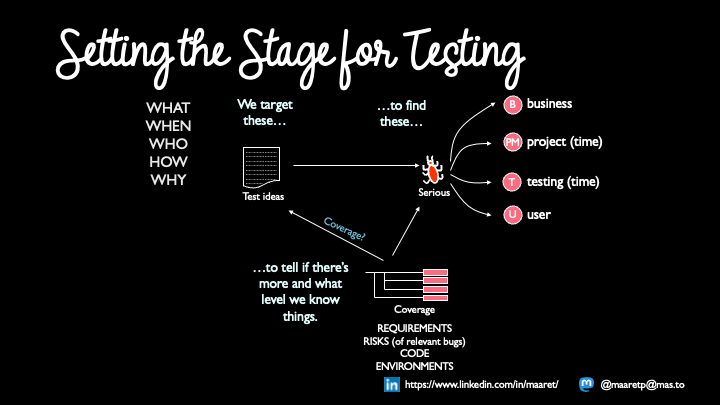 Setting the Stage for Testing
WHAT
WHEN
WHO
HOW
WHY
We target
these…
Test ideas
…to find
these…
Serious
B business
PM project (time)
T testing (time)
U user
Coverage?
…to tell if there's
more and what
level we know
things.
Coverage
REQUIREMENTS
RISKS (of relevant bugs)
CODE
ENVIRONMENTS
in https://www.linkedin.com/in/maaret/
m @maaretp@mas.to